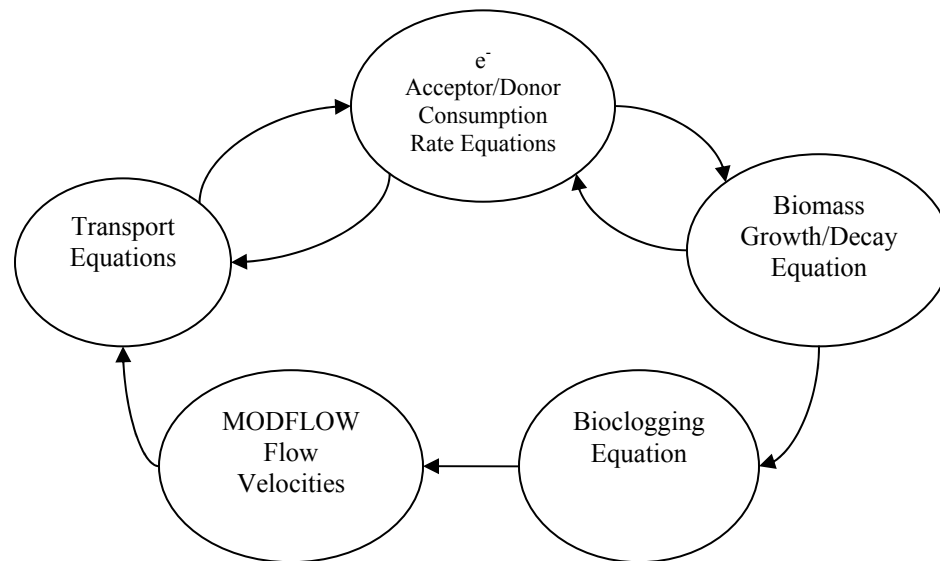 e-
Acceptor/Donor
Consumption
Rate Equations
Transport
Equations
Biomass
Growth/Decay
Equation
MODFLOW
Flow
Velocities
Bioclogging
Equation